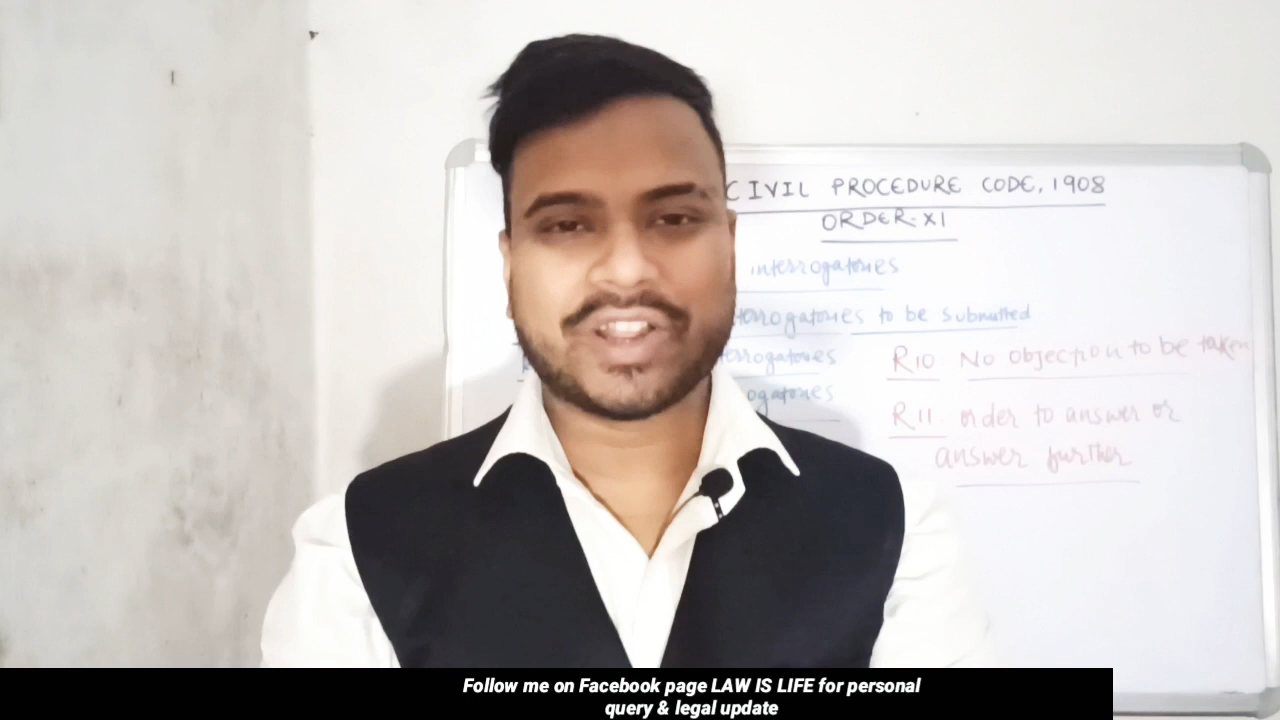 CIVIL PROCEDURE CODE, 1908
ORDER-XI
interrogatories
to be submitted
R10. No objection to be taken
R11. order to answer or
answer further
Follow me on Facebook page LAW IS LIFE for personal
query & legal update